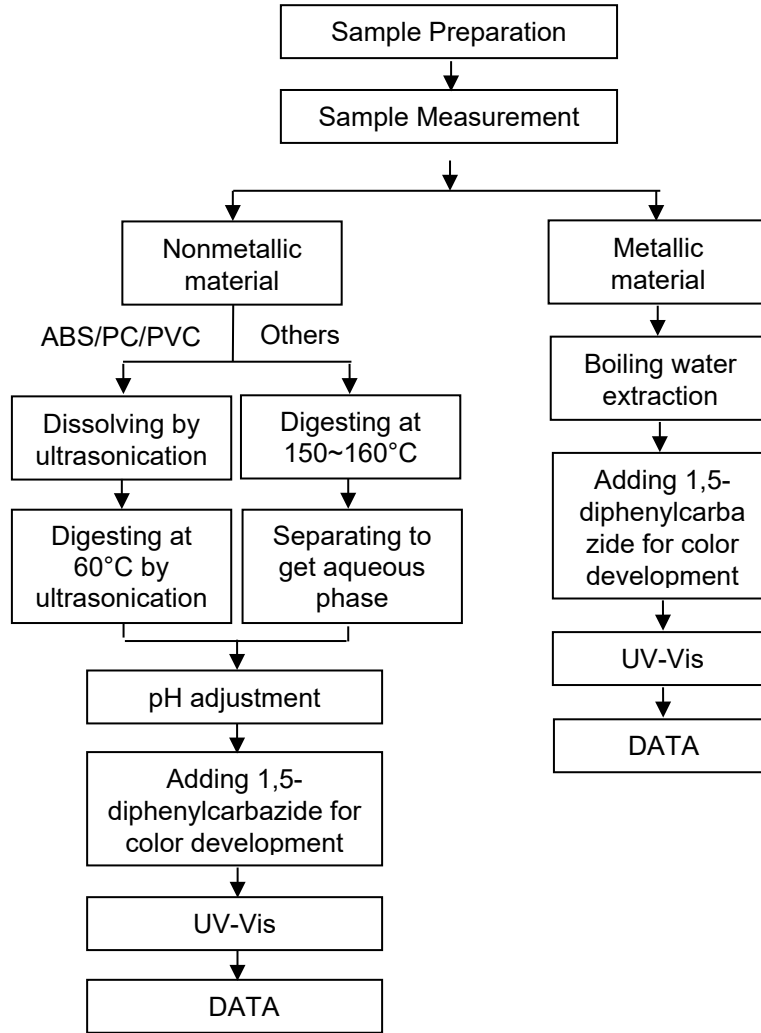 Sample Preparation
Sample Measurement
Nonmetallic
material
ABS/PC/PVC
Others
Dissolving by
ultrasonication
Digesting at
150~160°C
Digesting at
60°C by
ultrasonication
Separating to
get aqueous
phase
pH adjustment
Adding 1,5-
diphenylcarbazide for
color development
UV-Vis
DATA
Metallic
material
Boiling water
extraction
Adding 1,5-
diphenylcarba
zide for color
development
UV-Vis
DATA